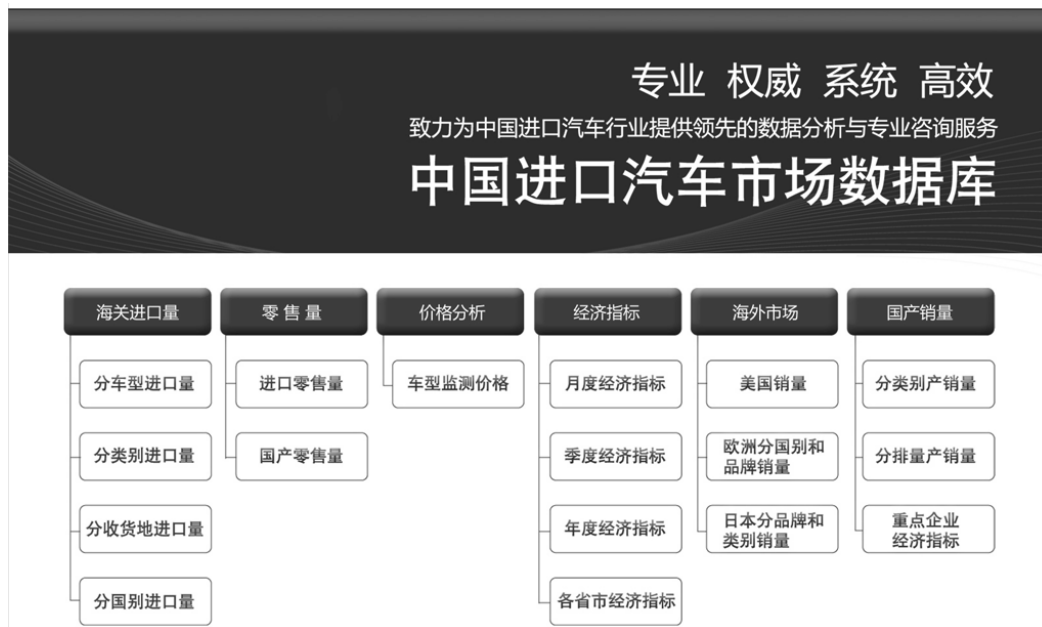 专业 权威 系统 高效
致力为中国进口汽车行业提供领先的数据分析与专业咨询服务
中国进口汽车市场数据库
海关进口量
分车型进口量
分类别进口量
分收货地进口量
分国别进口量
零售量
进口零售量
国产零售量
价格分析
车型监测价格
经济指标
月度经济指标
季度经济指标
年度经济指标
各省市经济指标
海外市场
美国销量
欧洲分国别和
品牌销量
日本分品牌和
类别销量
国产销量
分类别产销量
分排量产销量
重点企业
经济指标